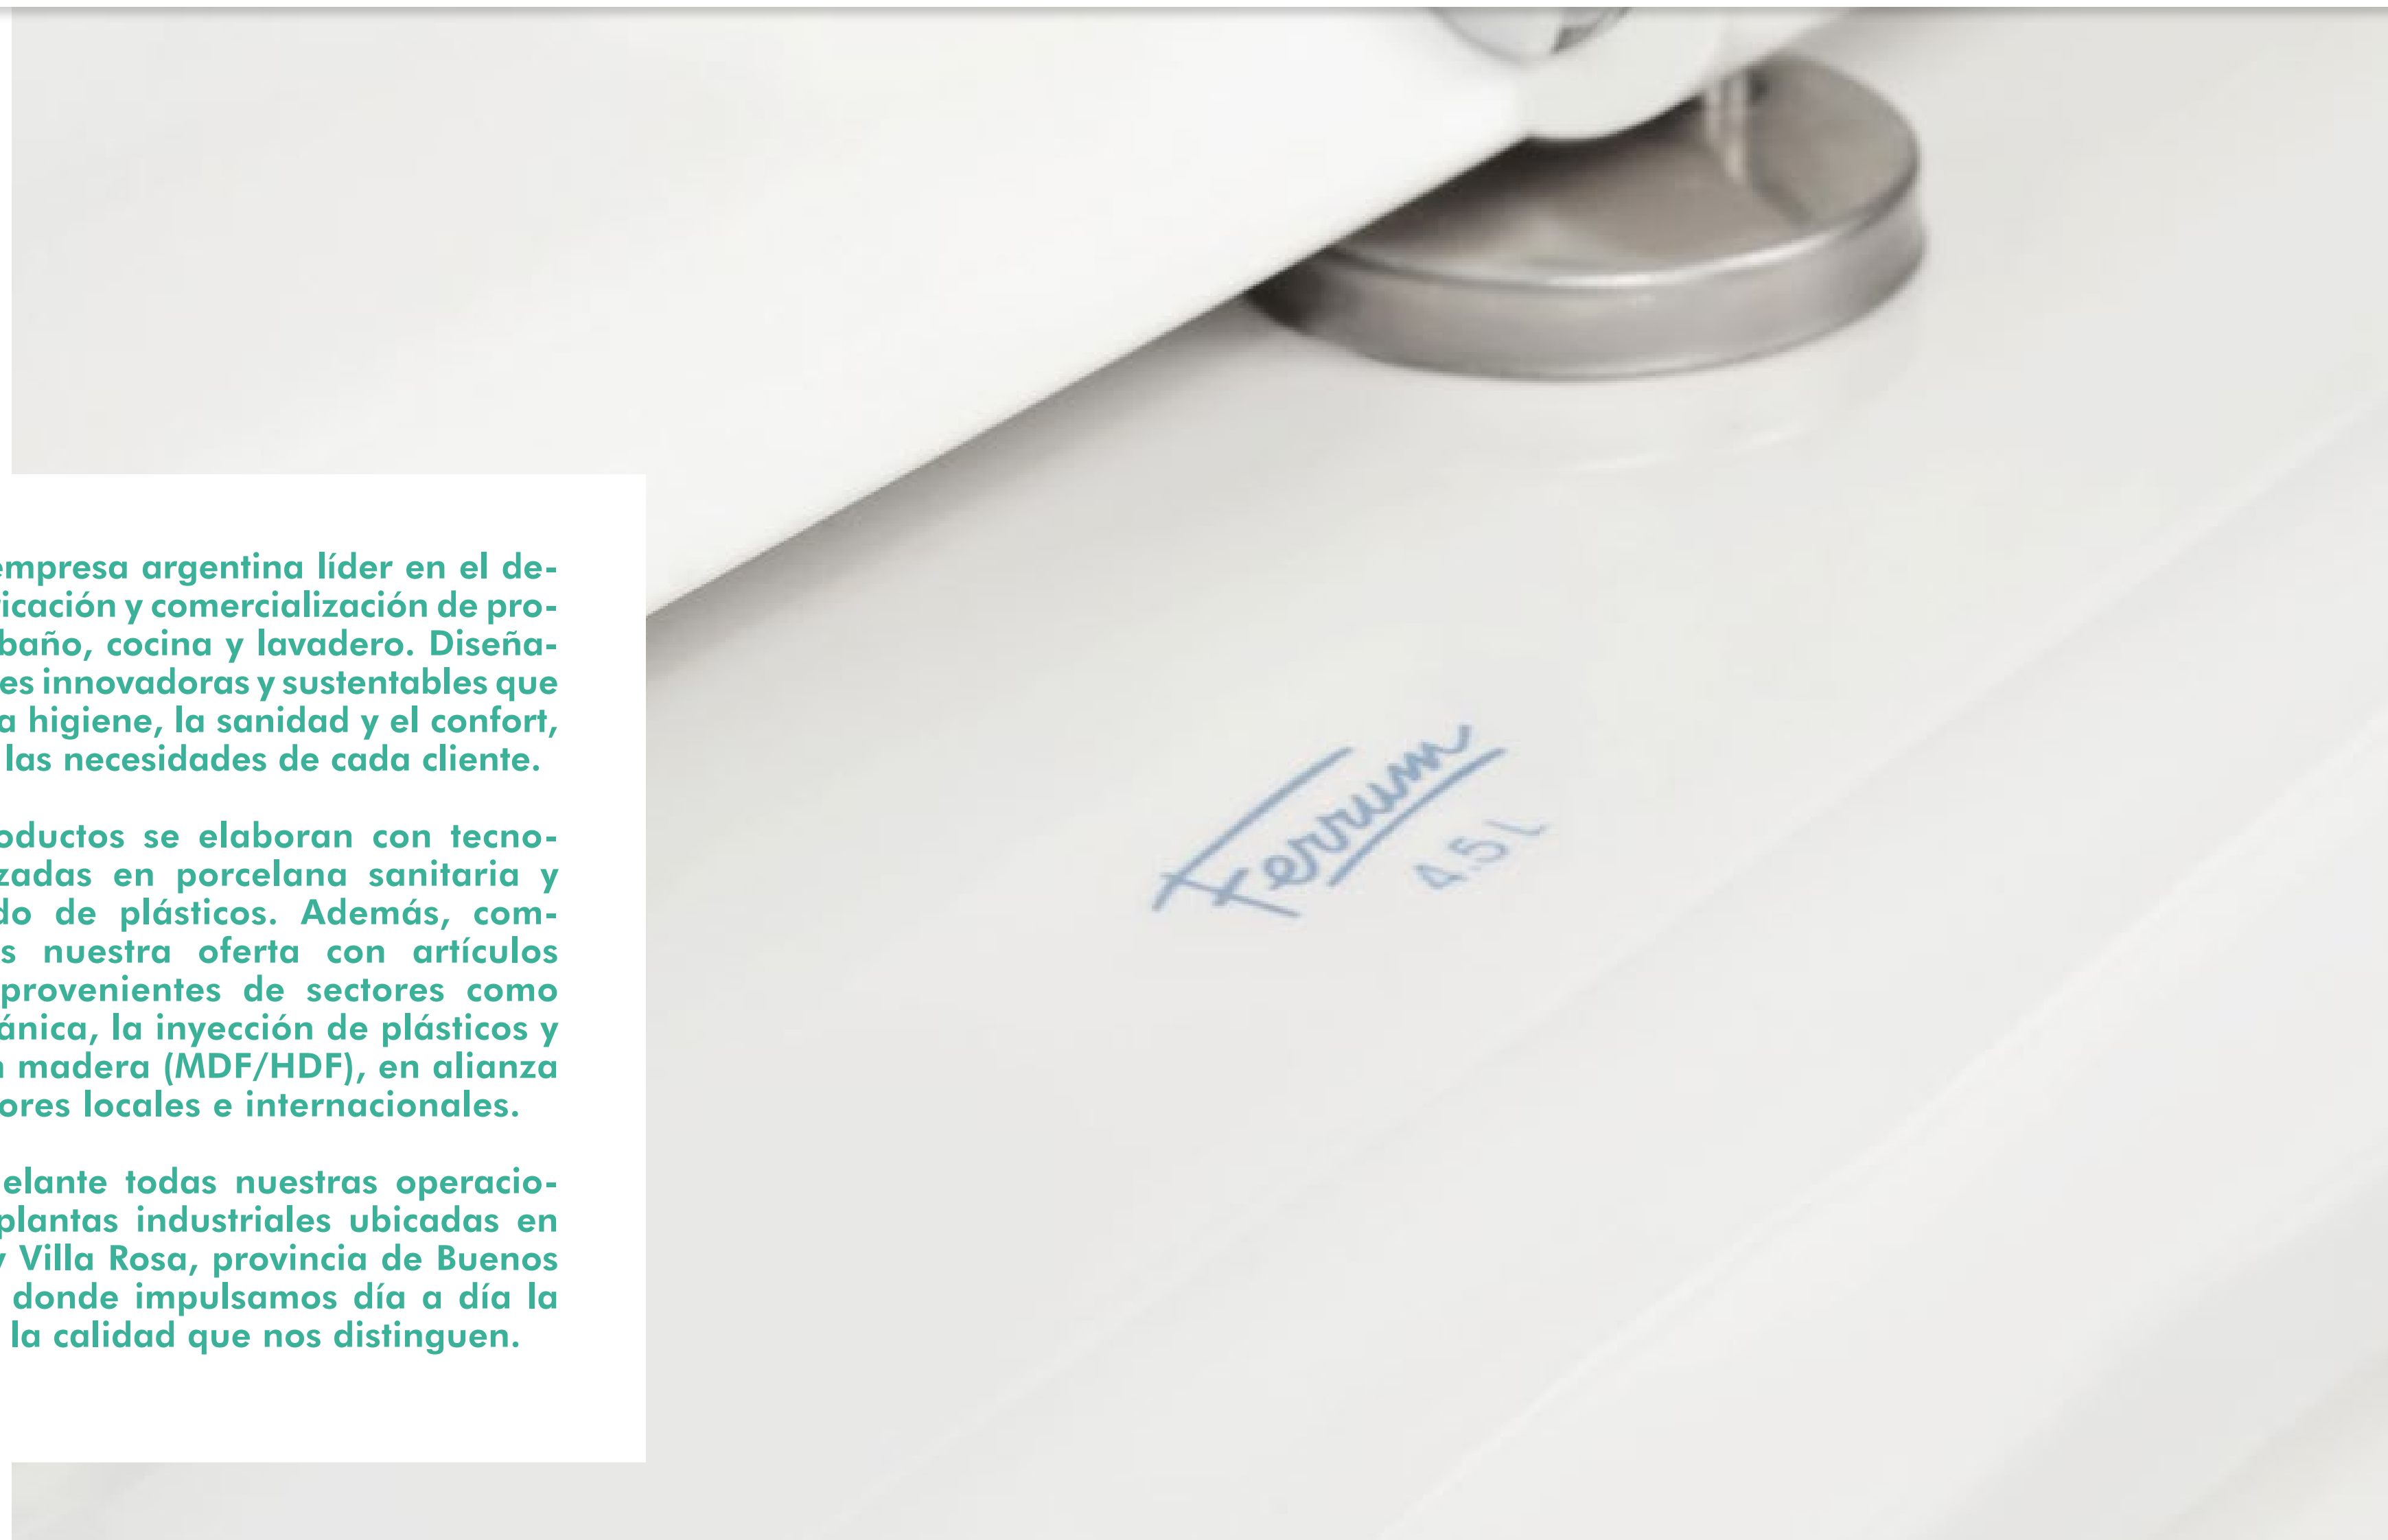 empresa argentina líder en el de-
icación y comercialización de pro-
baño, cocina y lavadero. Diseña-
es innovadoras y sustentables que
a higiene, la sanidad y el confort,
las necesidades de cada cliente.
oductos se elaboran con tecno-
zadas en porcelana sanitaria y
do de plásticos. Además, com-
s nuestra oferta con artículos
provenientes de sectores como
ánica, la inyección de plásticos y
n madera (MDF/HDF), en alianza
ores locales e internacionales.
elante todas nuestras operacio-
plantas industriales ubicadas en
y Villa Rosa, provincia de Buenos
donde impulsamos día a día la
la calidad que nos distinguen.
Ferrum
4.5 L